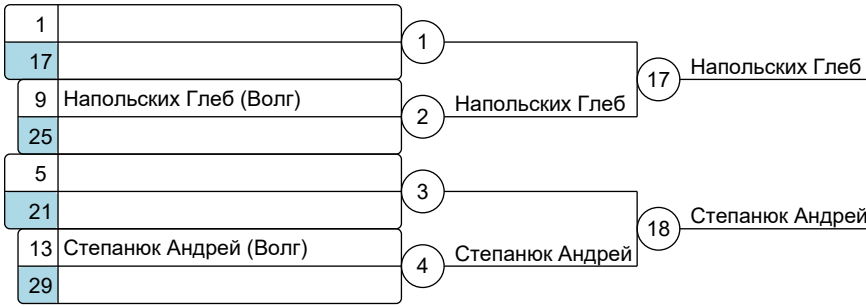 1
1
17
17 Напольских Глеб
9 Напольских Глеб (Волг)
2 Напольских Глеб
25
5
3
21
18 Степанюк Андрей
13 Степанюк Андрей (Волг)
4 Степанюк Андрей
29